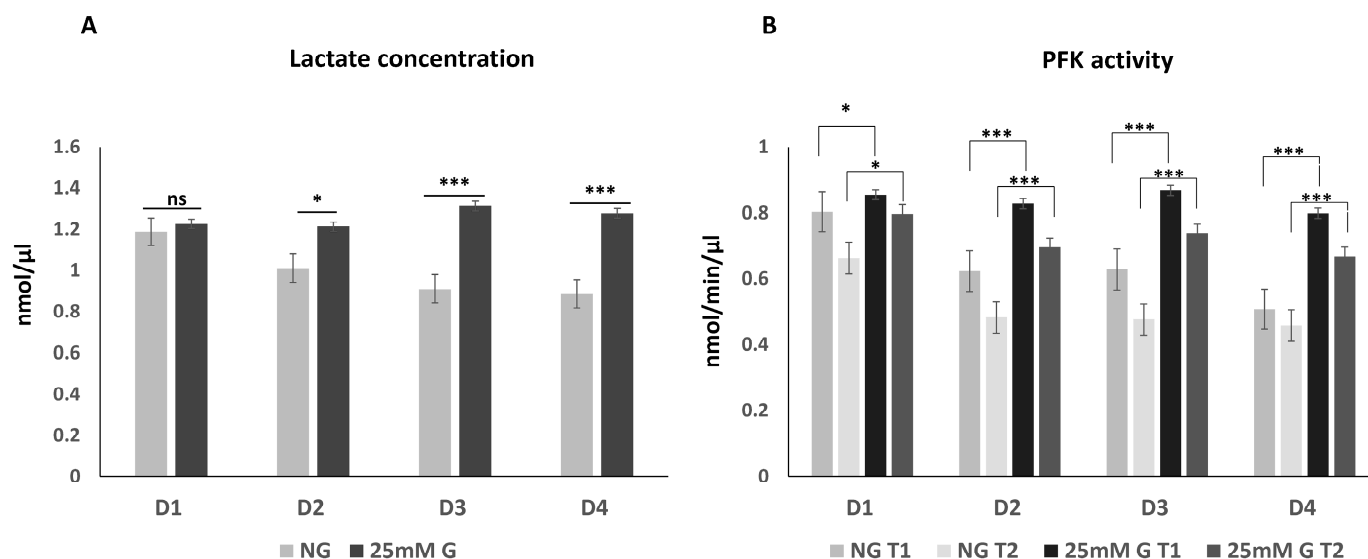 A
Lactate concentration
nmol/µl
1.6
1.4
1.2
1
0.8
0.6
0.4
0.2
0
ns
*
***
***
D1 D2 D3 D4
NG 25mM G
B
PFK activity
nmol/min/µl
1
0.8
0.6
0.4
0.2
0
* *** *** ***
* *** *** ***
D1 D2 D3 D4
NG T1 NG T2 25mM G T1 25mM G T2